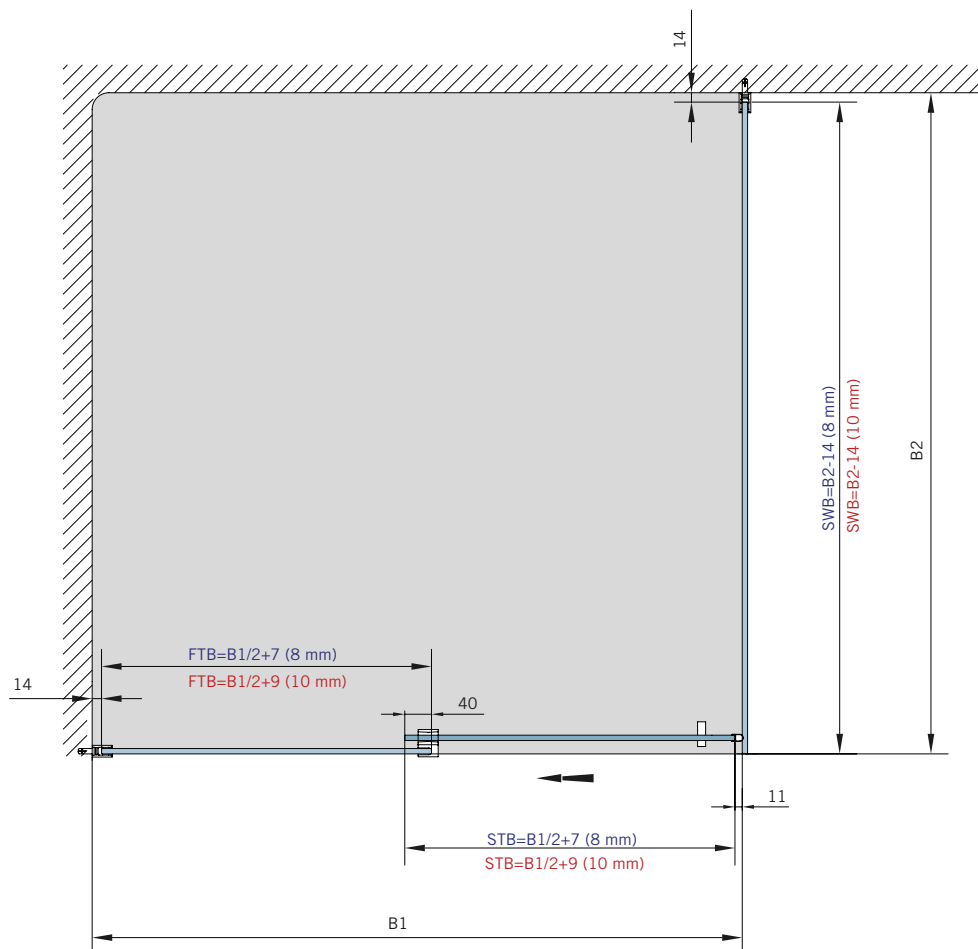 14
SWB=B2-14 (8 mm)
SWB=B2-14 (10 mm)
B2
FTB=B1/2+7 (8 mm)
FTB=B1/2+9 (10 mm)
14
40
11
STB=B1/2+7 (8 mm)
STB=B1/2+9 (10 mm)
B1